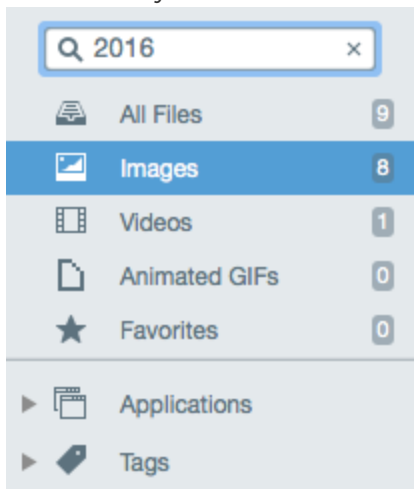 2016 ×
All Files 9
Images 8
Videos 1
Animated GIFs 0
Favorites 0
Applications
Tags